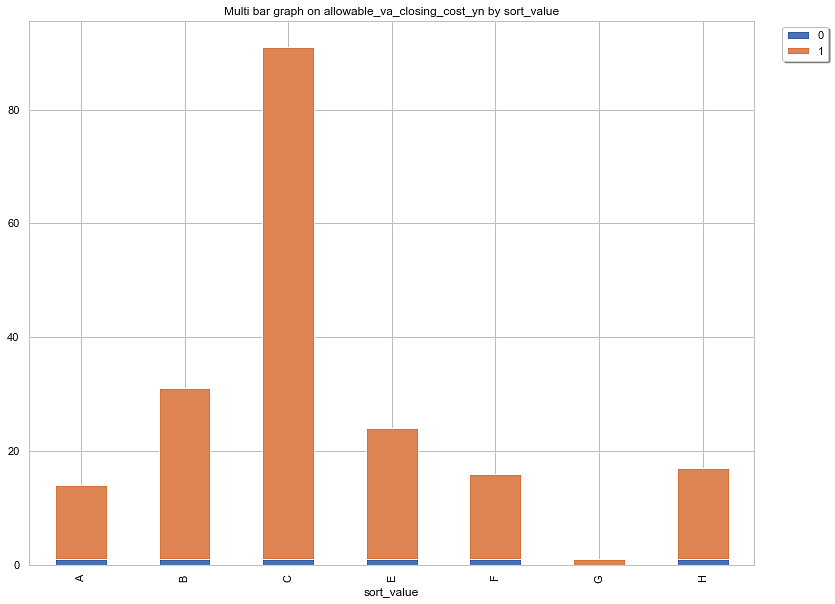 Multi bar graph on allowable_va_closing_cost_yn by sort_value
0
1
80
60
40
20
0
A B C E F G H
sort_value